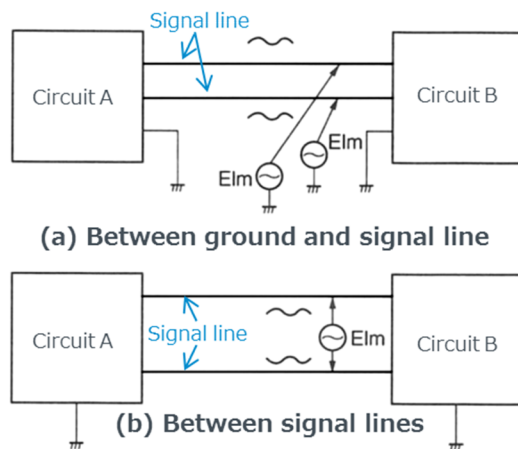 Signal line
Circuit A
Circuit B
Elm
Elm
(a) Between ground and signal line
Circuit A
Signal line
Elm
Circuit B
(b) Between signal lines